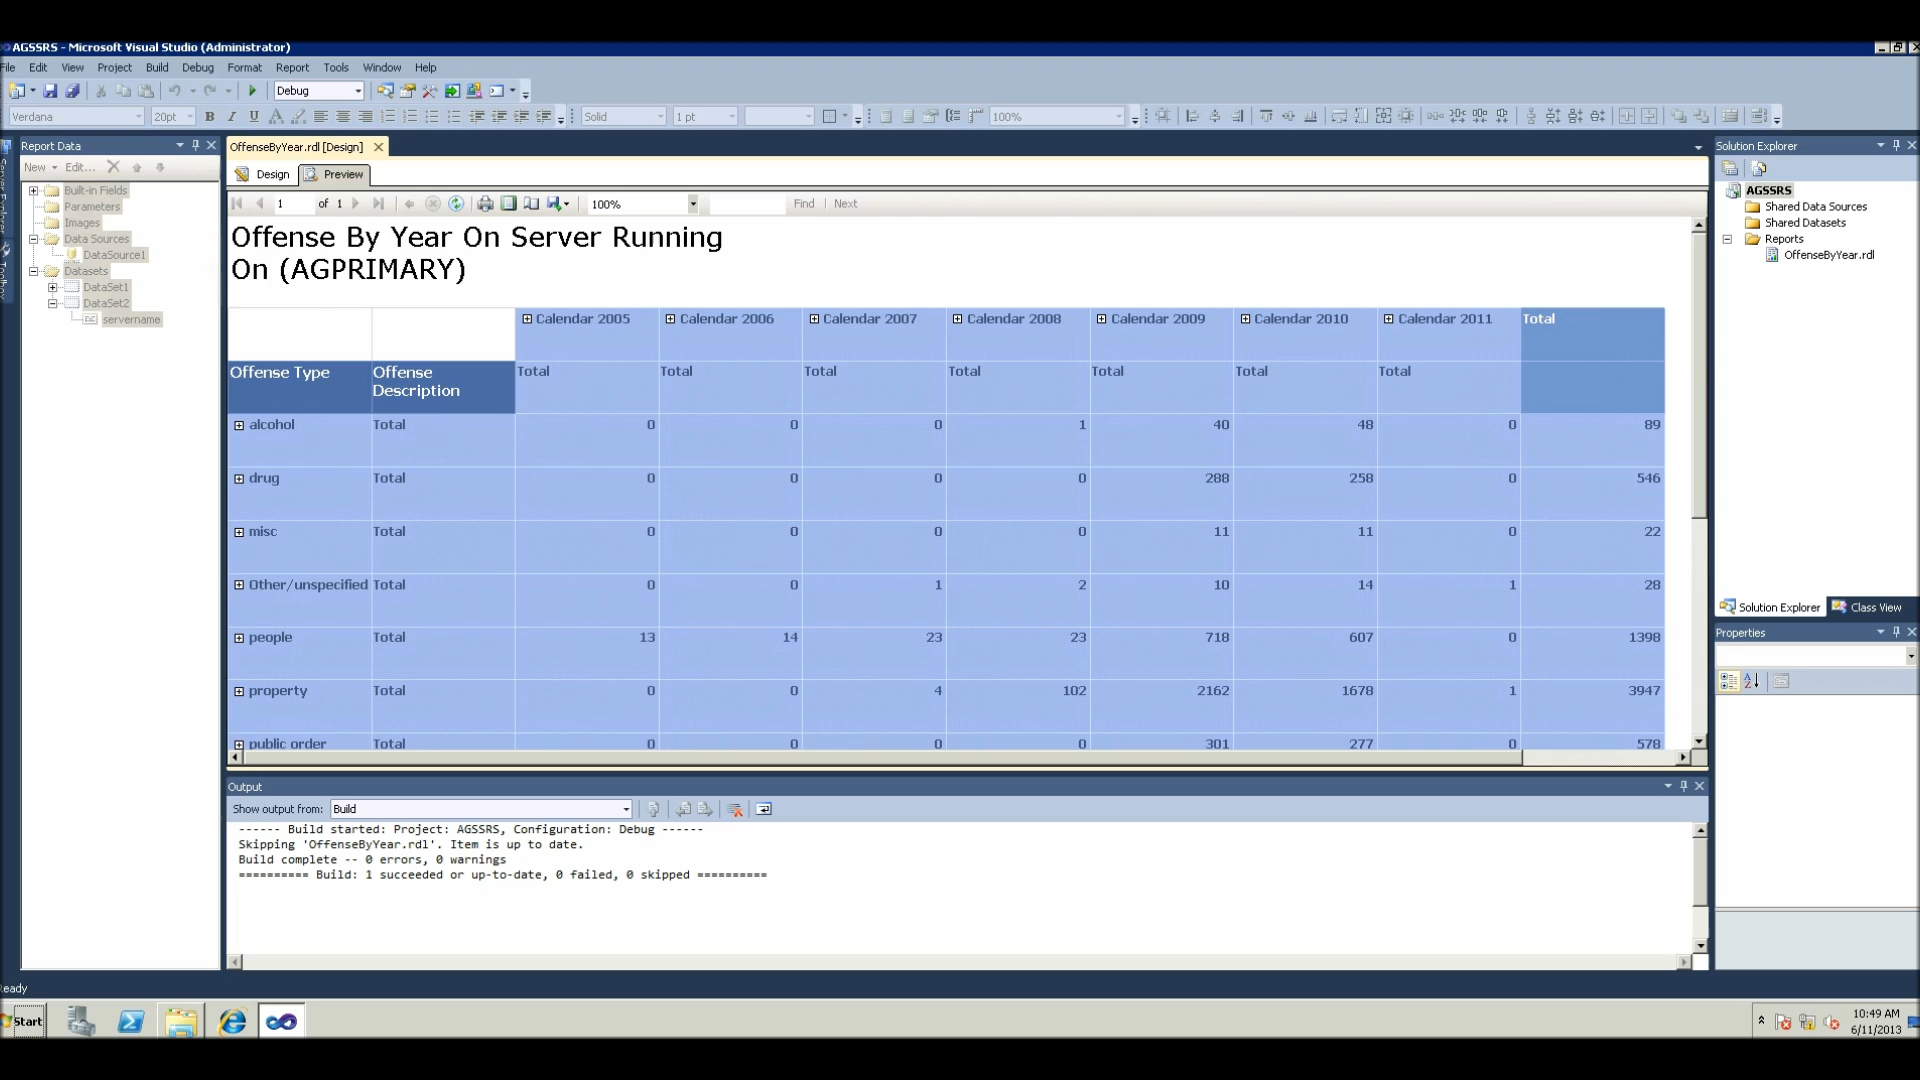 AGSSRS - Microsoft Visual Studio (Administrator)
File Edit View Project Build Debug Format Report Tools Window Help
Debug
Verdana 20pt B I U A Solid 1 pt 100%
Report Data
New Edit...
Built-in Fields
Parameters
Images
Data Sources
DataSource1
Datasets
DataSet1
DataSet2
servername
OffenseByYear.rdl [Design]
Design Preview
1 of 1 100% Find | Next
Offense By Year On Server Running
On (AGPRIMARY)
Calendar 2005 Calendar 2006 Calendar 2007 Calendar 2008 Calendar 2009 Calendar 2010 Calendar 2011 Total
Offense Type Offense Description Total Total Total Total Total Total Total
alcohol Total 0 0 0 1 40 48 0 89
drug Total 0 0 0 0 288 258 0 546
misc Total 0 0 0 0 11 11 0 22
Other/unspecified Total 0 0 1 2 10 14 1 28
people Total 13 14 23 23 718 607 0 1398
property Total 0 0 4 102 2162 1678 1 3947
public order Total 0 0 0 0 301 277 0 578
Output
Show output from: Build
------ Build started: Project: AGSSRS, Configuration: Debug ------
Skipping 'OffenseByYear.rdl'. Item is up to date.
Build complete -- 0 errors, 0 warnings
========== Build: 1 succeeded or up-to-date, 0 failed, 0 skipped ==========
Solution Explorer
AGSSRS
Shared Data Sources
Shared Datasets
Reports
OffenseByYear.rdl
Solution Explorer Class View
Properties
Start
10:49 AM
6/11/2013